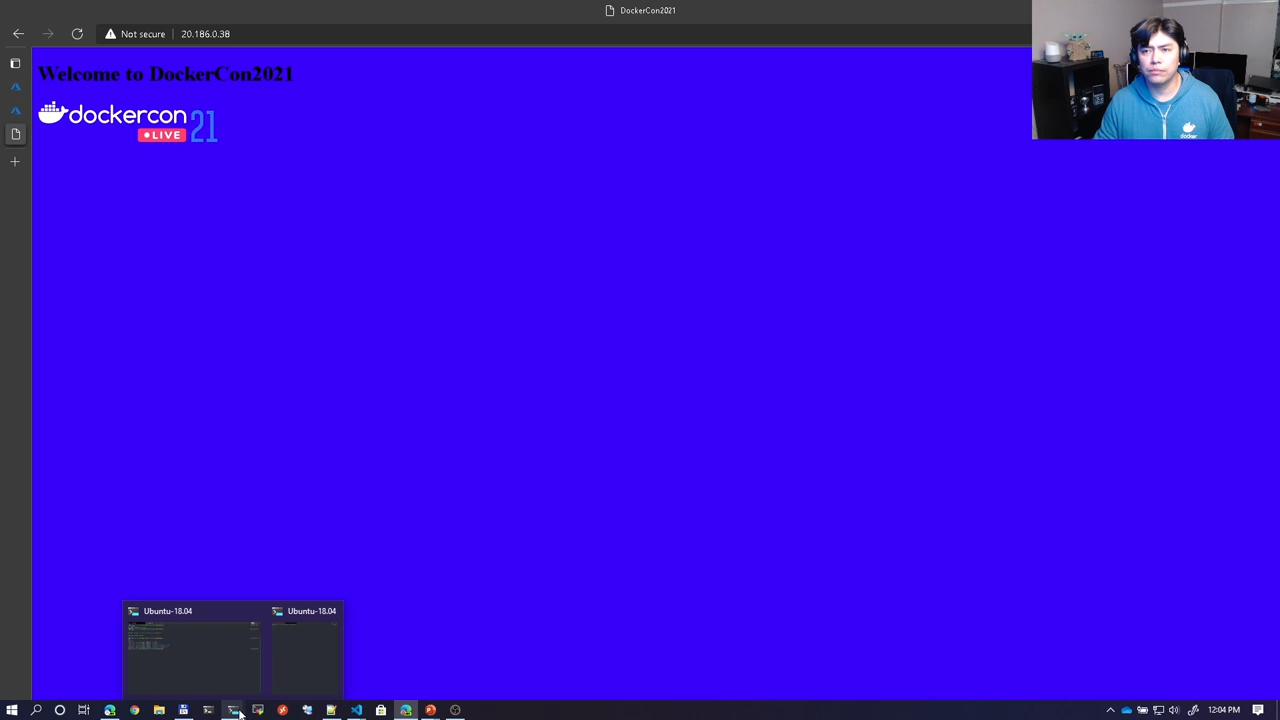 DockerCon2021
Not secure 20.186.0.38
Welcome to DockerCon2021
dockercon
LIVE 21
docker
Ubuntu-18.04 Ubuntu-18.04
12:04 PM